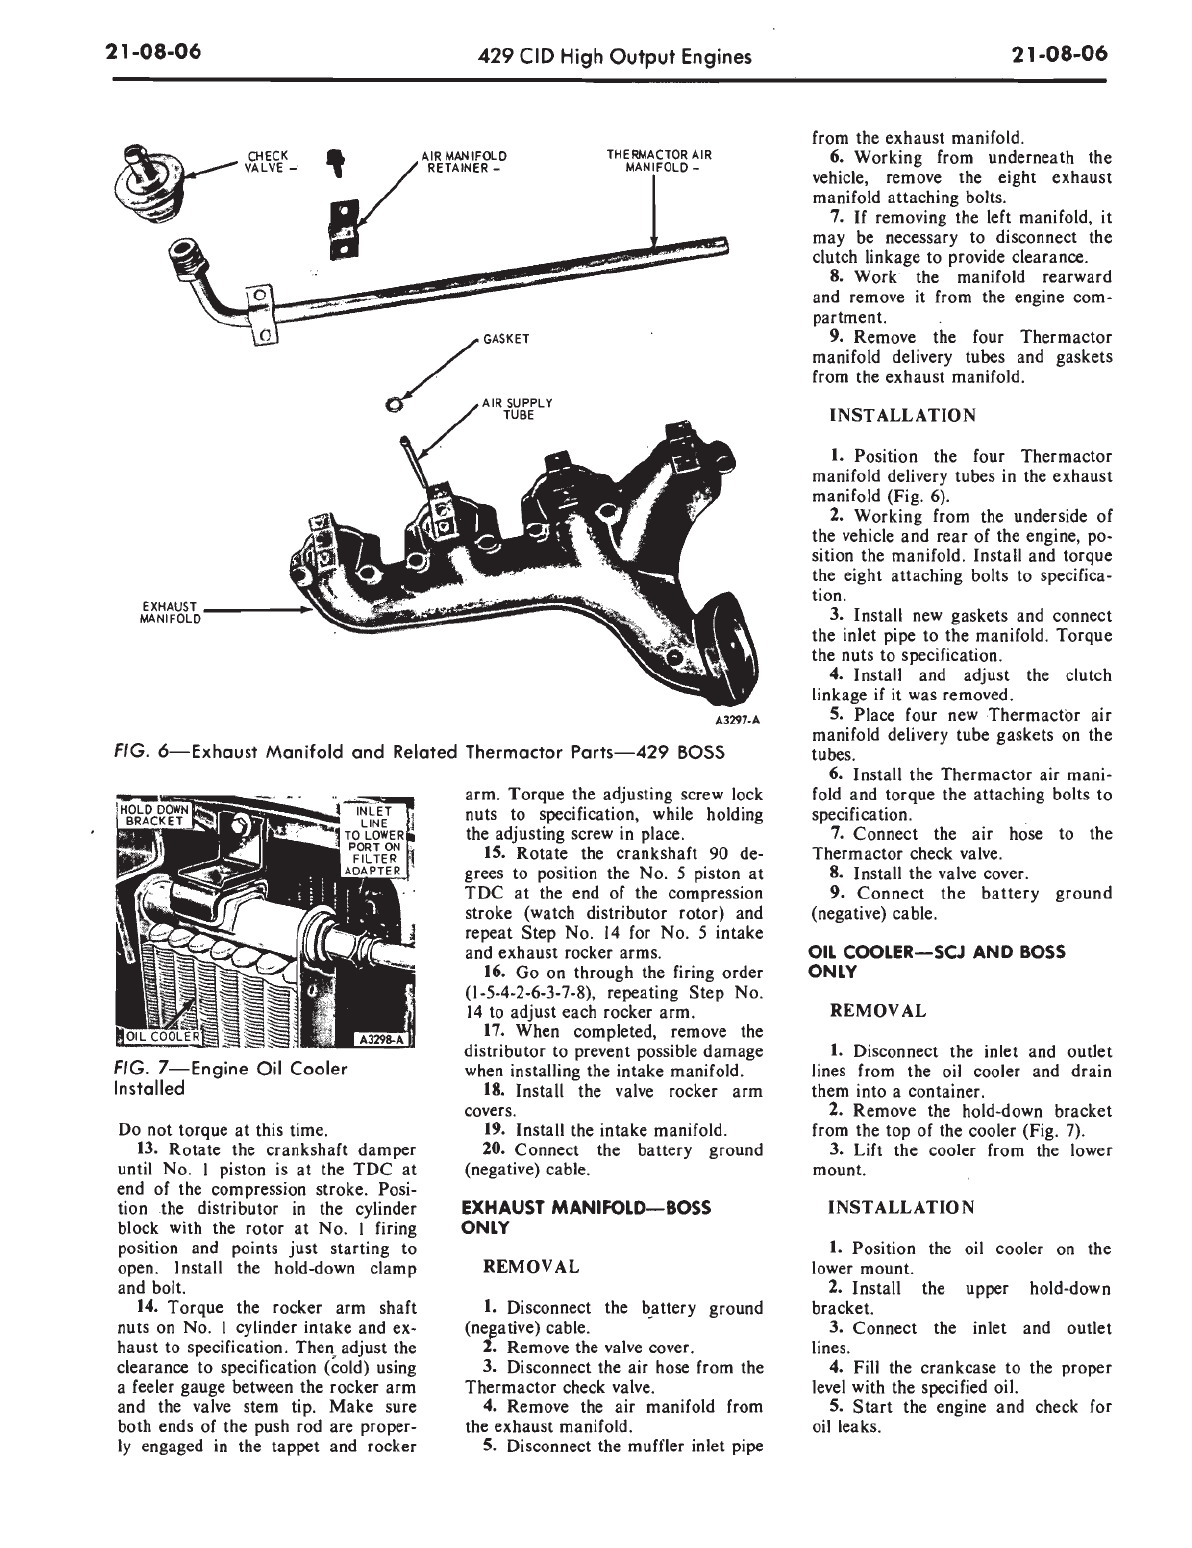 21-08-06
429 CID High Output Engines
21-08-06
CHECK
VALVE -
AIR MANIFOLD
RETAINER -
THERMACTOR AIR
MANIFOLD -
GASKET
AIR SUPPLY
TUBE
EXHAUST
MANIFOLD
A3297-A
FIG. 6—Exhaust Manifold and Related Thermactor Parts—429 BOSS
HOLD DOWN
BRACKET
INLET
LINE
TO LOWER
PORT ON
FILTER
ADAPTER
OIL COOLER
A3298-A
FIG. 7—Engine Oil Cooler
Installed
Do not torque at this time.
13. Rotate the crankshaft damper
until No. 1 piston is at the TDC at
end of the compression stroke. Posi-
tion the distributor in the cylinder
block with the rotor at No. 1 firing
position and points just starting to
open. Install the hold-down clamp
and bolt.
14. Torque the rocker arm shaft
nuts on No. 1 cylinder intake and ex-
haust to specification. Then adjust the
clearance to specification (cold) using
a feeler gauge between the rocker arm
and the valve stem tip. Make sure
both ends of the push rod are proper-
ly engaged in the tappet and rocker
arm. Torque the adjusting screw lock
nuts to specification, while holding
the adjusting screw in place.
15. Rotate the crankshaft 90 de-
grees to position the No. 5 piston at
TDC at the end of the compression
stroke (watch distributor rotor) and
repeat Step No. 14 for No. 5 intake
and exhaust rocker arms.
16. Go on through the firing order
(1-5-4-2-6-3-7-8), repeating Step No.
14 to adjust each rocker arm.
17. When completed, remove the
distributor to prevent possible damage
when installing the intake manifold.
18. Install the valve rocker arm
covers.
19. Install the intake manifold.
20. Connect the battery ground
(negative) cable.
EXHAUST MANIFOLD—BOSS
ONLY
REMOVAL
1. Disconnect the battery ground
(negative) cable.
2. Remove the valve cover.
3. Disconnect the air hose from the
Thermactor check valve.
4. Remove the air manifold from
the exhaust manifold.
5. Disconnect the muffler inlet pipe
from the exhaust manifold.
6. Working from underneath the
vehicle, remove the eight exhaust
manifold attaching bolts.
7. If removing the left manifold, it
may be necessary to disconnect the
clutch linkage to provide clearance.
8. Work the manifold rearward
and remove it from the engine com-
partment.
9. Remove the four Thermactor
manifold delivery tubes and gaskets
from the exhaust manifold.
INSTALLATION
1. Position the four Thermactor
manifold delivery tubes in the exhaust
manifold (Fig. 6).
2. Working from the underside of
the vehicle and rear of the engine, po-
sition the manifold. Install and torque
the eight attaching bolts to specifica-
tion.
3. Install new gaskets and connect
the inlet pipe to the manifold. Torque
the nuts to specification.
4. Install and adjust the clutch
linkage if it was removed.
5. Place four new Thermactor air
manifold delivery tube gaskets on the
tubes.
6. Install the Thermactor air mani-
fold and torque the attaching bolts to
specification.
7. Connect the air hose to the
Thermactor check valve.
8. Install the valve cover.
9. Connect the battery ground
(negative) cable.
OIL COOLER—SCJ AND BOSS
ONLY
REMOVAL
1. Disconnect the inlet and outlet
lines from the oil cooler and drain
them into a container.
2. Remove the hold-down bracket
from the top of the cooler (Fig. 7).
3. Lift the cooler from the lower
mount.
INSTALLATION
1. Position the oil cooler on the
lower mount.
2. Install the upper hold-down
bracket.
3. Connect the inlet and outlet
lines.
4. Fill the crankcase to the proper
level with the specified oil.
5. Start the engine and check for
oil leaks.